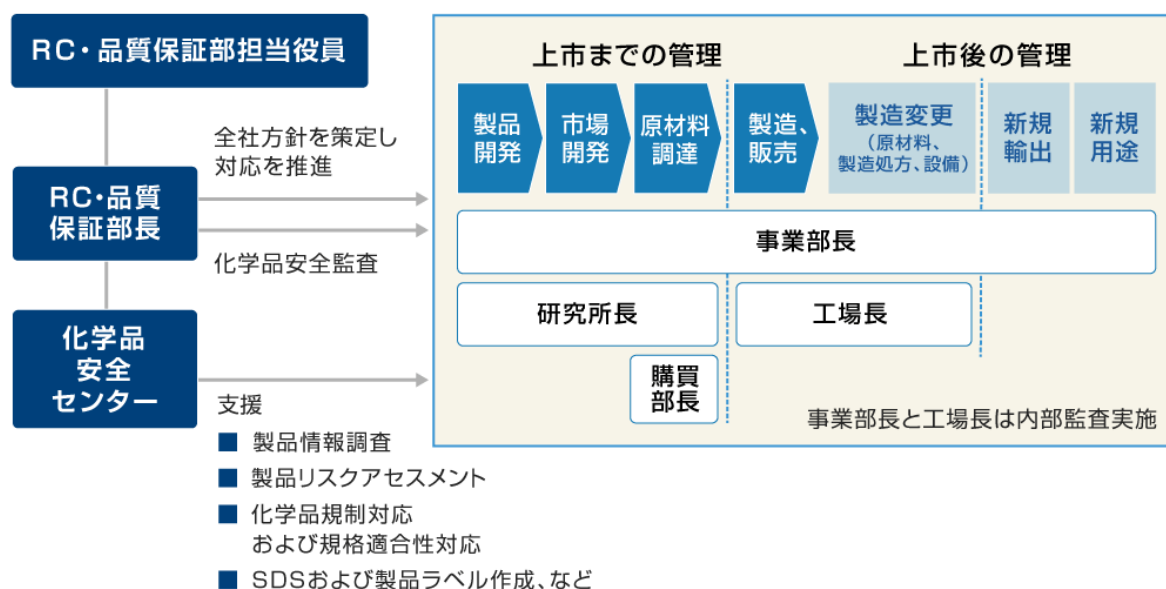 RC・品質保証部担当役員
全社方針を策定し
対応を推進
RC・品質
保証部長
化学品安全監査
化学品
安全
センター
支援
■ 製品情報調査
■ 製品リスクアセスメント
■ 化学品規制対応
および規格適合性対応
■ SDSおよび製品ラベル作成、など
上市までの管理
上市後の管理
製品
開発
市場
開発
原材料
調達
製造、
販売
製造変更
(原材料、
製造処方、設備)
新規
輸出
新規
用途
事業部長
研究所長
工場長
購買
部長
事業部長と工場長は内部監査実施